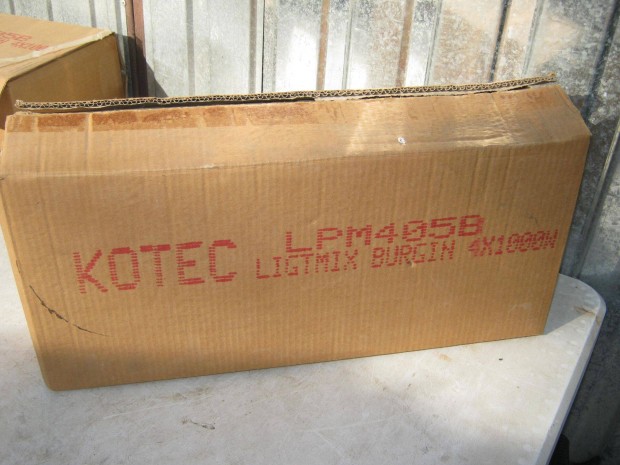 LPM405B
KOTEC LIGTMIX BURGIN 4X1000W